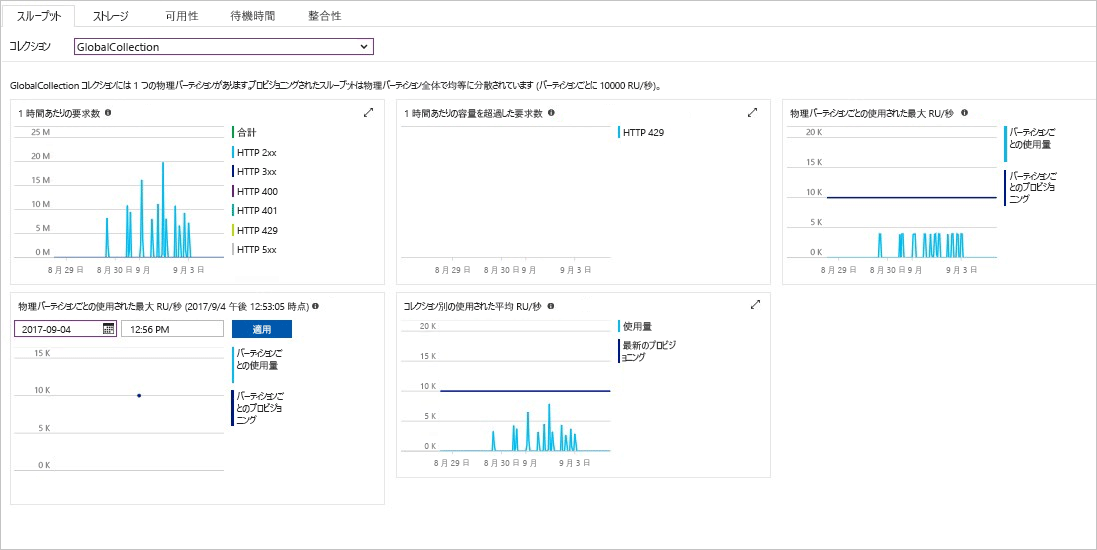 スループット ストレージ 可用性 待機時間 整合性
コレクション GlobalCollection
GlobalCollection コレクションには 1 つの物理パーティションがあります。プロビジョニングされたスループットは物理パーティション全体で均等に分散されています (パーティションごとに 10000 RU/秒)。
1 時間あたりの要求数
25 M
20 M
15 M
10 M
5 M
0 M
8 月 29 日 8 月 30 日 9 月 9 月 3 日
合計
HTTP 2xx
HTTP 3xx
HTTP 400
HTTP 401
HTTP 429
HTTP 5xx
1 時間あたりの容量を超過した要求数
8 月 29 日 8 月 30 日 9 月 9 月 3 日
HTTP 429
物理パーティションごとの使用された最大 RU/秒
20 K
15 K
10 K
5 K
0 K
8 月 29 日 8 月 30 日 9 月 9 月 3 日
パーティションご
との使用量
パーティションご
とのプロビジョ
ニング
物理パーティションごとの使用された最大 RU/秒 (2017/9/4 午後 12:53:05 時点)
2017-09-04 12:56 PM 適用
15 K
10 K
5 K
0 K
パーティションご
との使用量
パーティションご
とのプロビジョ
ニング
コレクション別の使用された平均 RU/秒
20 K
15 K
10 K
5 K
0 K
8 月 29 日 8 月 30 日 9 月 9 月 3 日
使用量
最新のプロビジ
ョニング